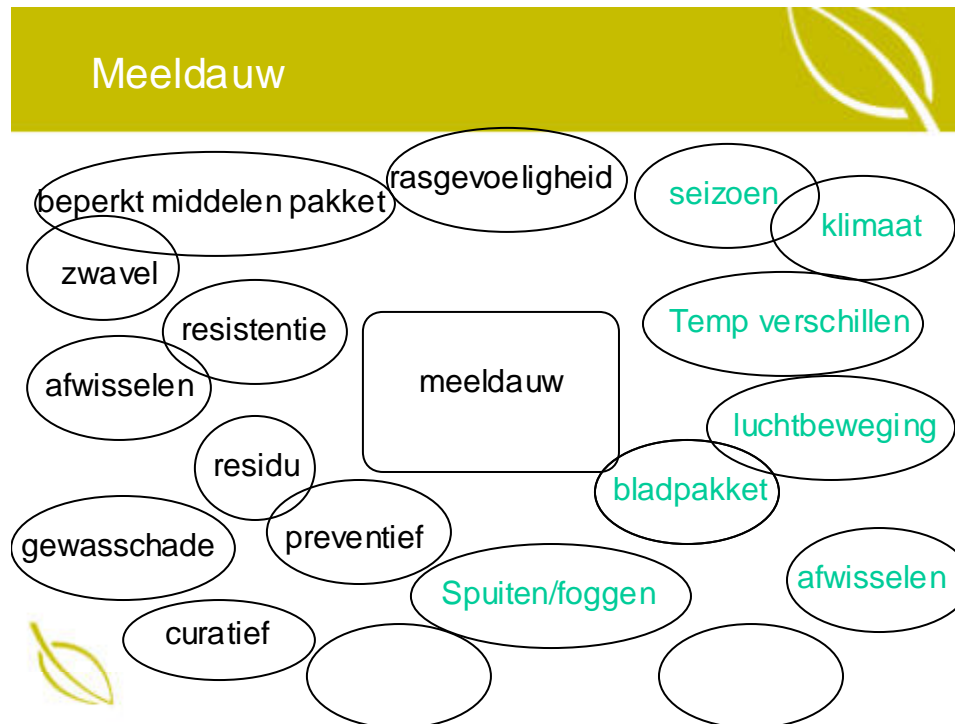 Meeldauw
beperkt middelen pakket
rasgevoeligheid
seizoen
klimaat
zwavel
resistentie
Temp verschillen
afwisselen
meeldauw
luchtbeweging
residu
bladpakket
gewasschade
preventief
Spuiten/foggen
afwisselen
curatief